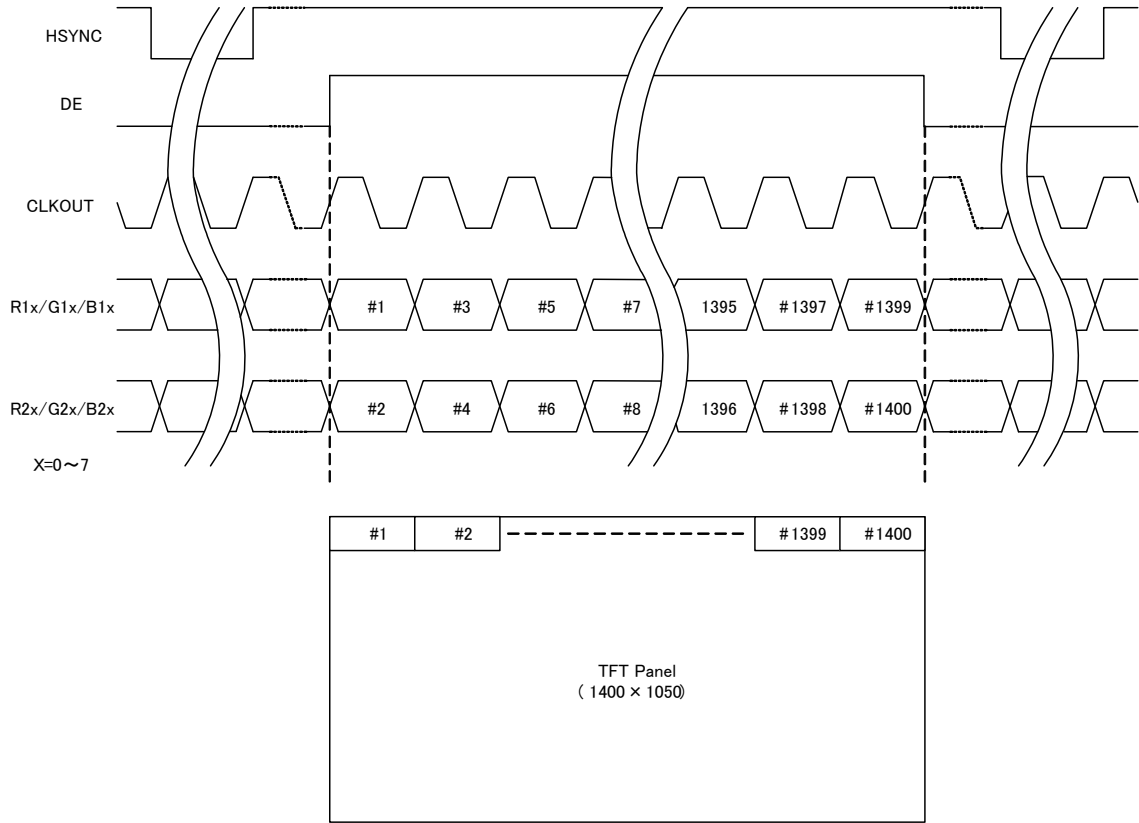 HSYNC
DE
CLKOUT
R1x/G1x/B1x #1 #3 #5 #7 1395 #1397 #1399
R2x/G2x/B2x #2 #4 #6 #8 1396 #1398 #1400
X=0～7
#1 #2 #1399 #1400
TFT Panel
( 1400 × 1050)